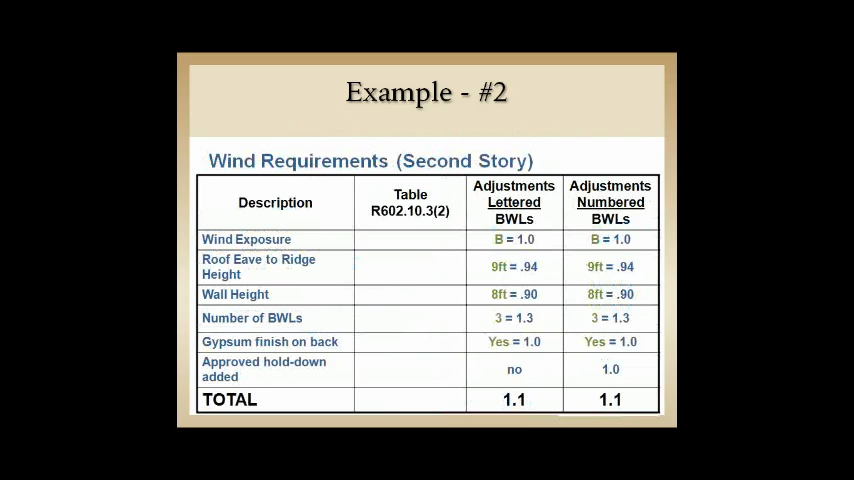 Example - #2
Wind Requirements (Second Story)
Description
Table
R602.10.3(2)
Adjustments
Lettered
BWLs
Adjustments
Numbered
BWLs
Wind Exposure
B = 1.0
B = 1.0
Roof Eave to Ridge
Height
9ft = .94
9ft = .94
Wall Height
8ft = .90
8ft = .90
Number of BWLs
3 = 1.3
3 = 1.3
Gypsum finish on back
Yes = 1.0
Yes = 1.0
Approved hold-down
added
no
1.0
TOTAL
1.1
1.1